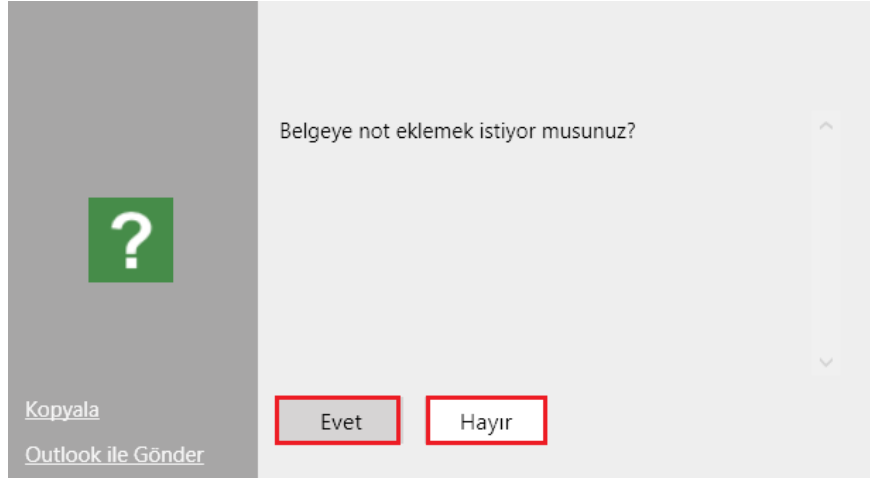 Belgeye not eklemek istiyor musunuz?
?
Kopyala
Outlook ile Gönder
Evet
Hayır